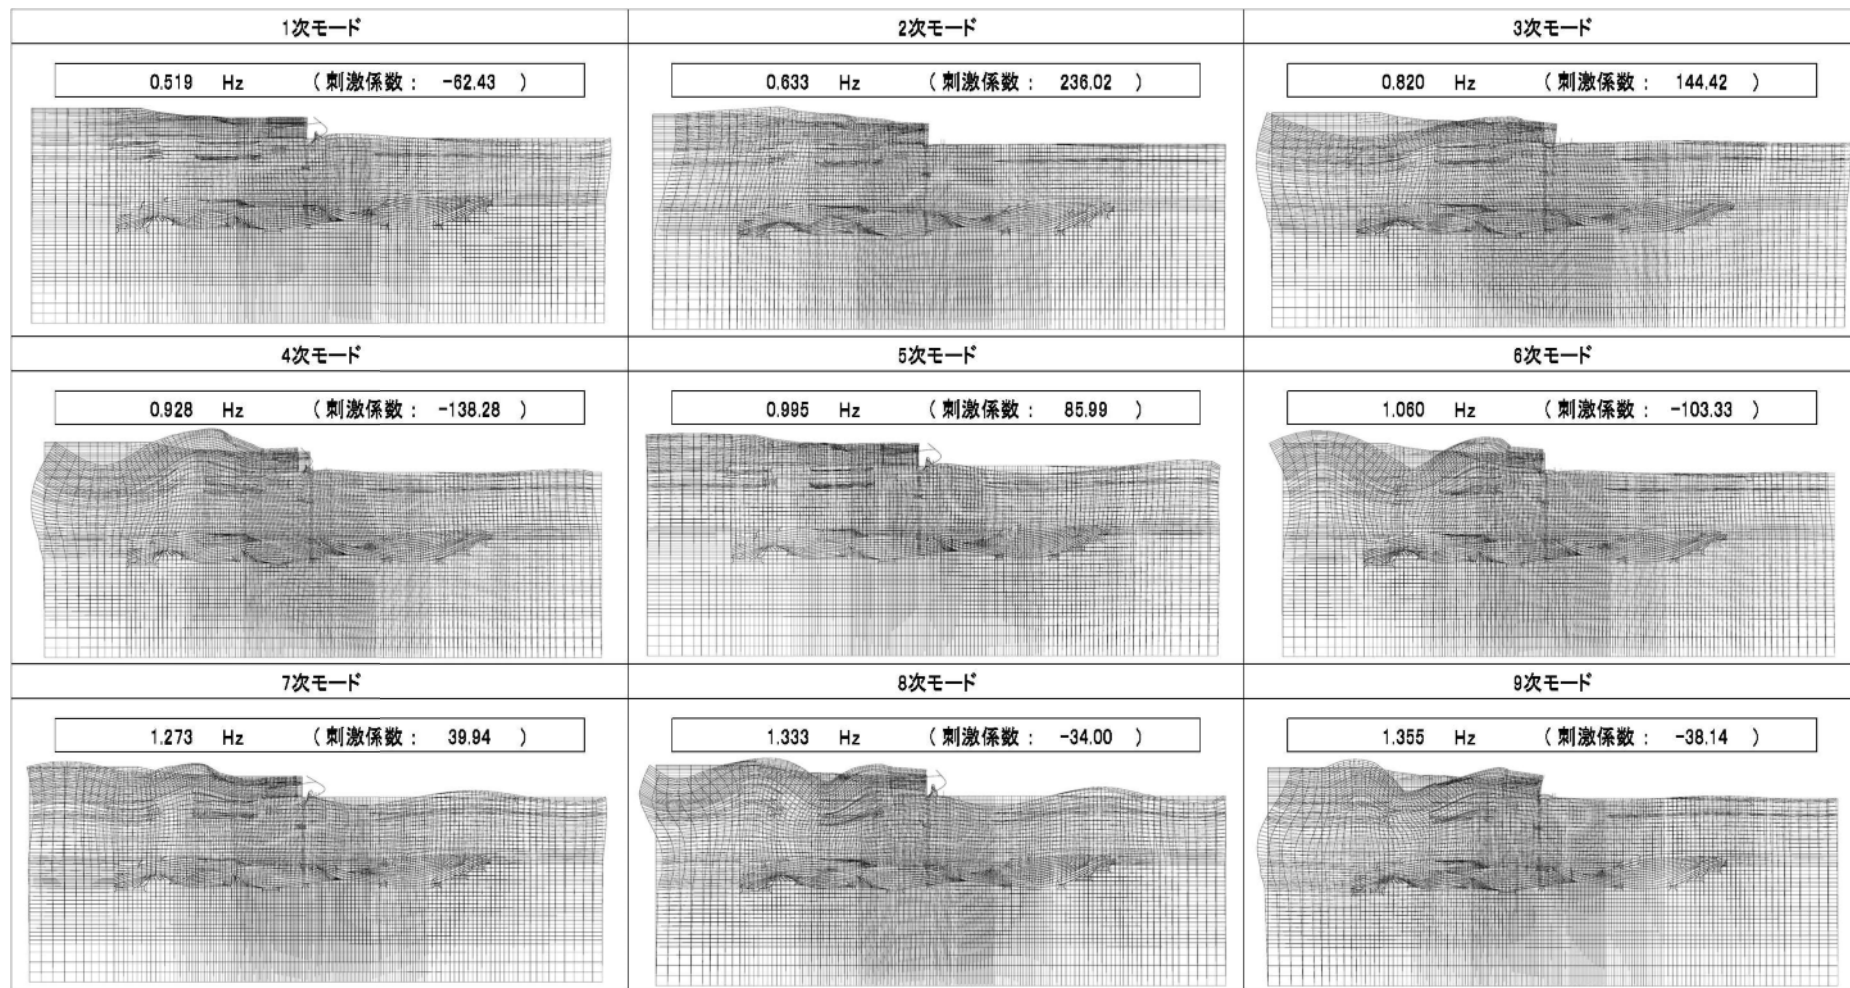 1次モード 2次モード 3次モード
0.519 Hz （刺激係数： -62.43 ） 0.633 Hz （刺激係数： 236.02 ） 0.820 Hz （刺激係数： 144.42 ）
4次モード 5次モード 6次モード
0.928 Hz （刺激係数： -138.28 ） 0.995 Hz （刺激係数： 85.99 ） 1.060 Hz （刺激係数： -103.33 ）
7次モード 8次モード 9次モード
1.273 Hz （刺激係数： 39.94 ） 1.333 Hz （刺激係数： -34.00 ） 1.355 Hz （刺激係数： -38.14 ）